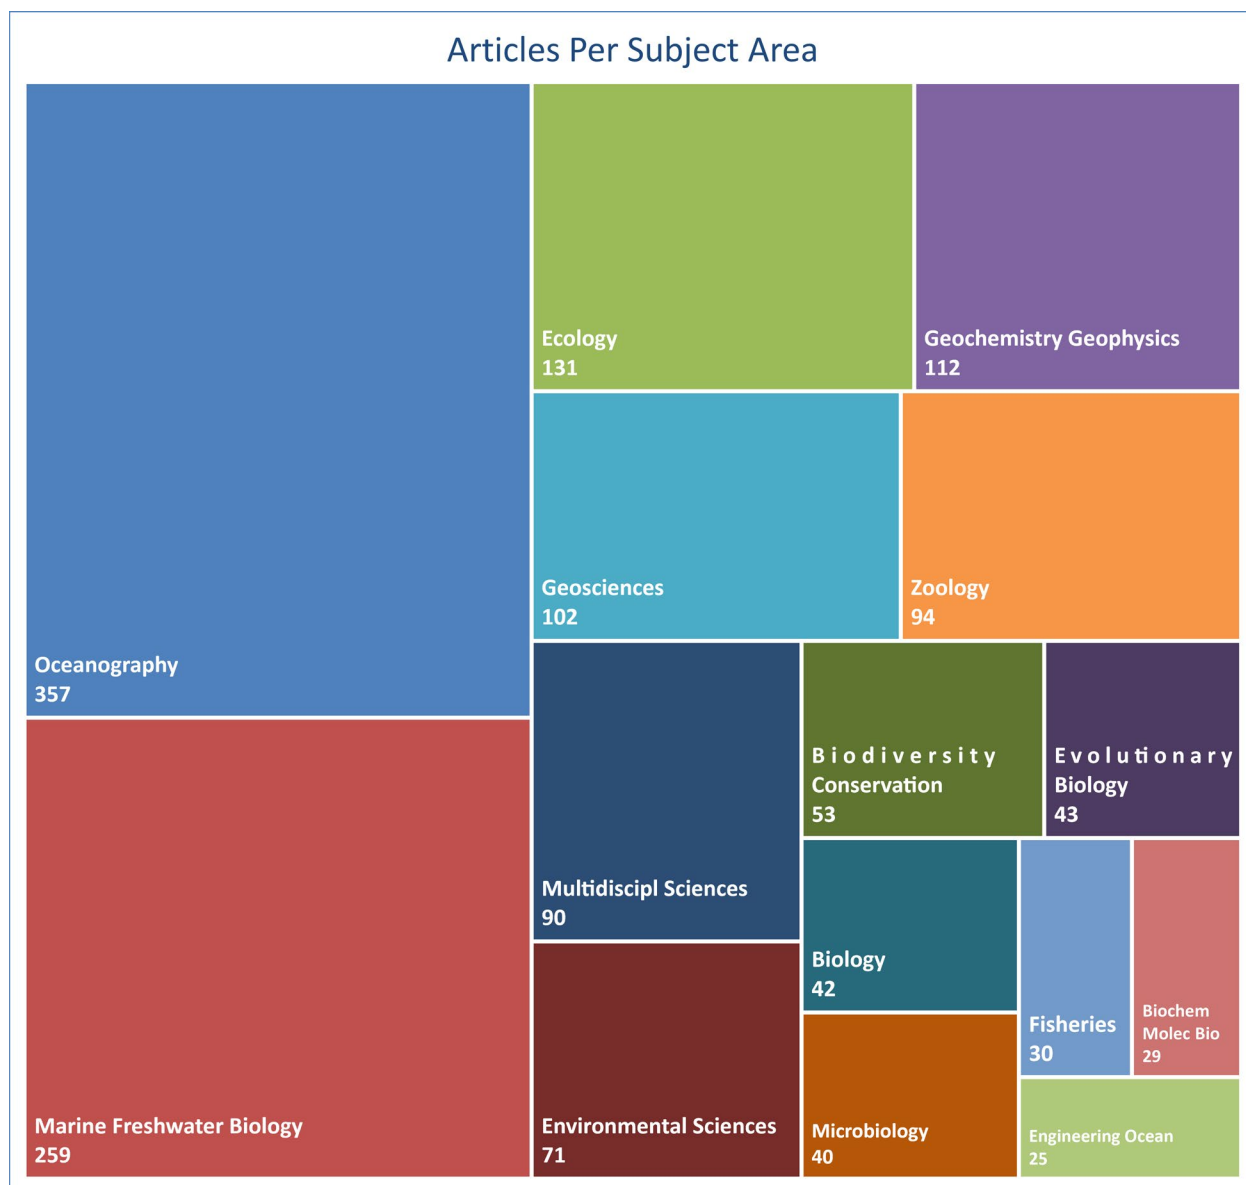 Articles Per Subject Area
Oceanography
357
Marine Freshwater Biology
259
Ecology
131
Geochemistry Geophysics
112
Geosciences
102
Zoology
94
Multidiscipl Sciences
90
Environmental Sciences
71
Biodiversity
Conservation
53
Evolutionary
Biology
43
Biology
42
Microbiology
40
Fisheries
30
Biochem
Molec Bio
29
Engineering Ocean
25